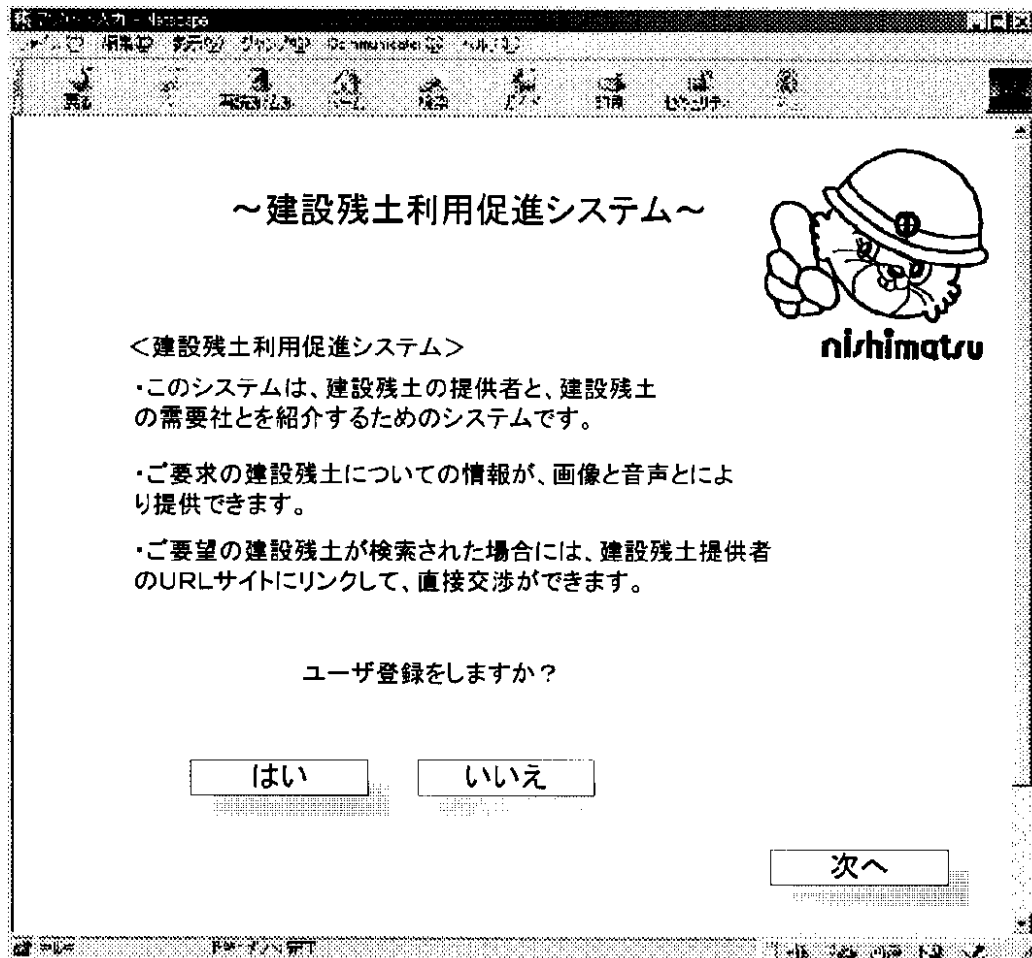 入力 - Netscape
～建設残土利用促進システム～
nishimatsu
＜建設残土利用促進システム＞
・このシステムは、建設残土の提供者と、建設残土
の需要社とを紹介するためのシステムです。
・ご要求の建設残土についての情報が、画像と音声とによ
り提供できます。
・ご要望の建設残土が検索された場合には、建設残土提供者
のURLサイトにリンクして、直接交渉ができます。
ユーザ登録をしますか？
はい
いいえ
次へ